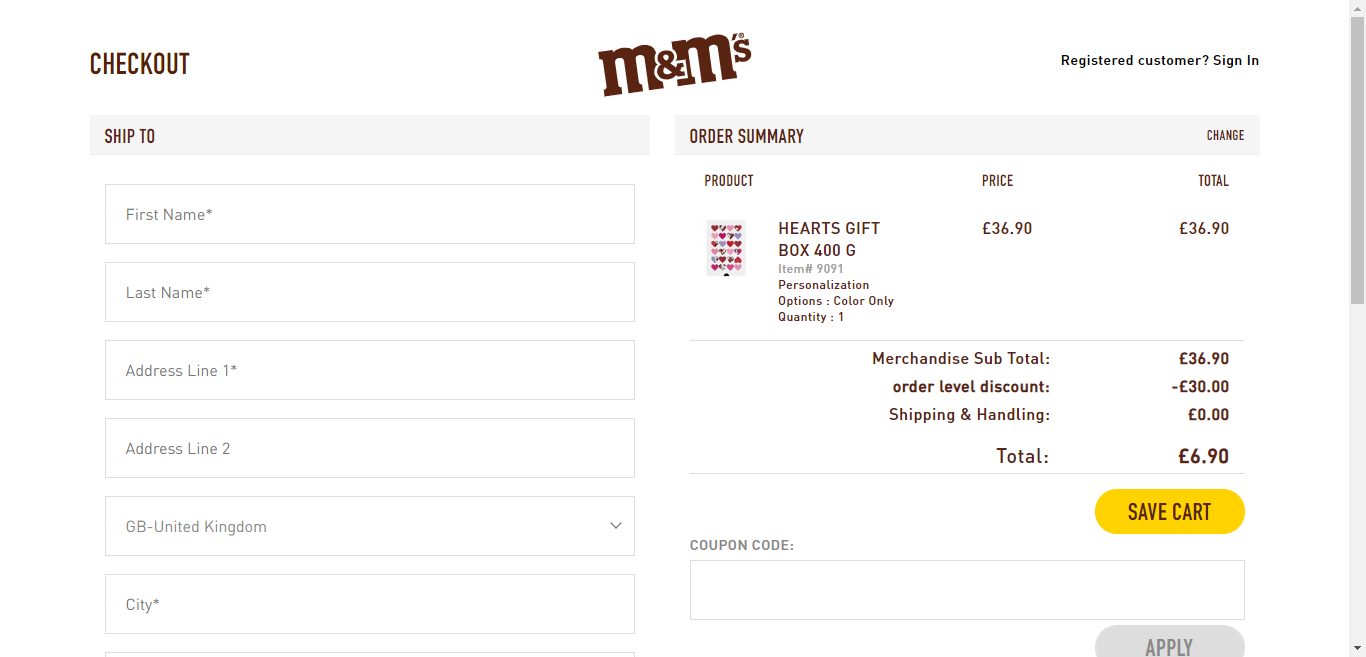 CHECKOUT
m&m's®
Registered customer? Sign In
SHIP TO
First Name*
Last Name*
Address Line 1*
Address Line 2
GB-United Kingdom
City*
ORDER SUMMARY
CHANGE
PRODUCT PRICE TOTAL
HEARTS GIFT £36.90 £36.90
BOX 400 G
Item# 9091
Personalization
Options : Color Only
Quantity : 1
Merchandise Sub Total: £36.90
order level discount: -£30.00
Shipping & Handling: £0.00
Total: £6.90
SAVE CART
COUPON CODE:
APPLY